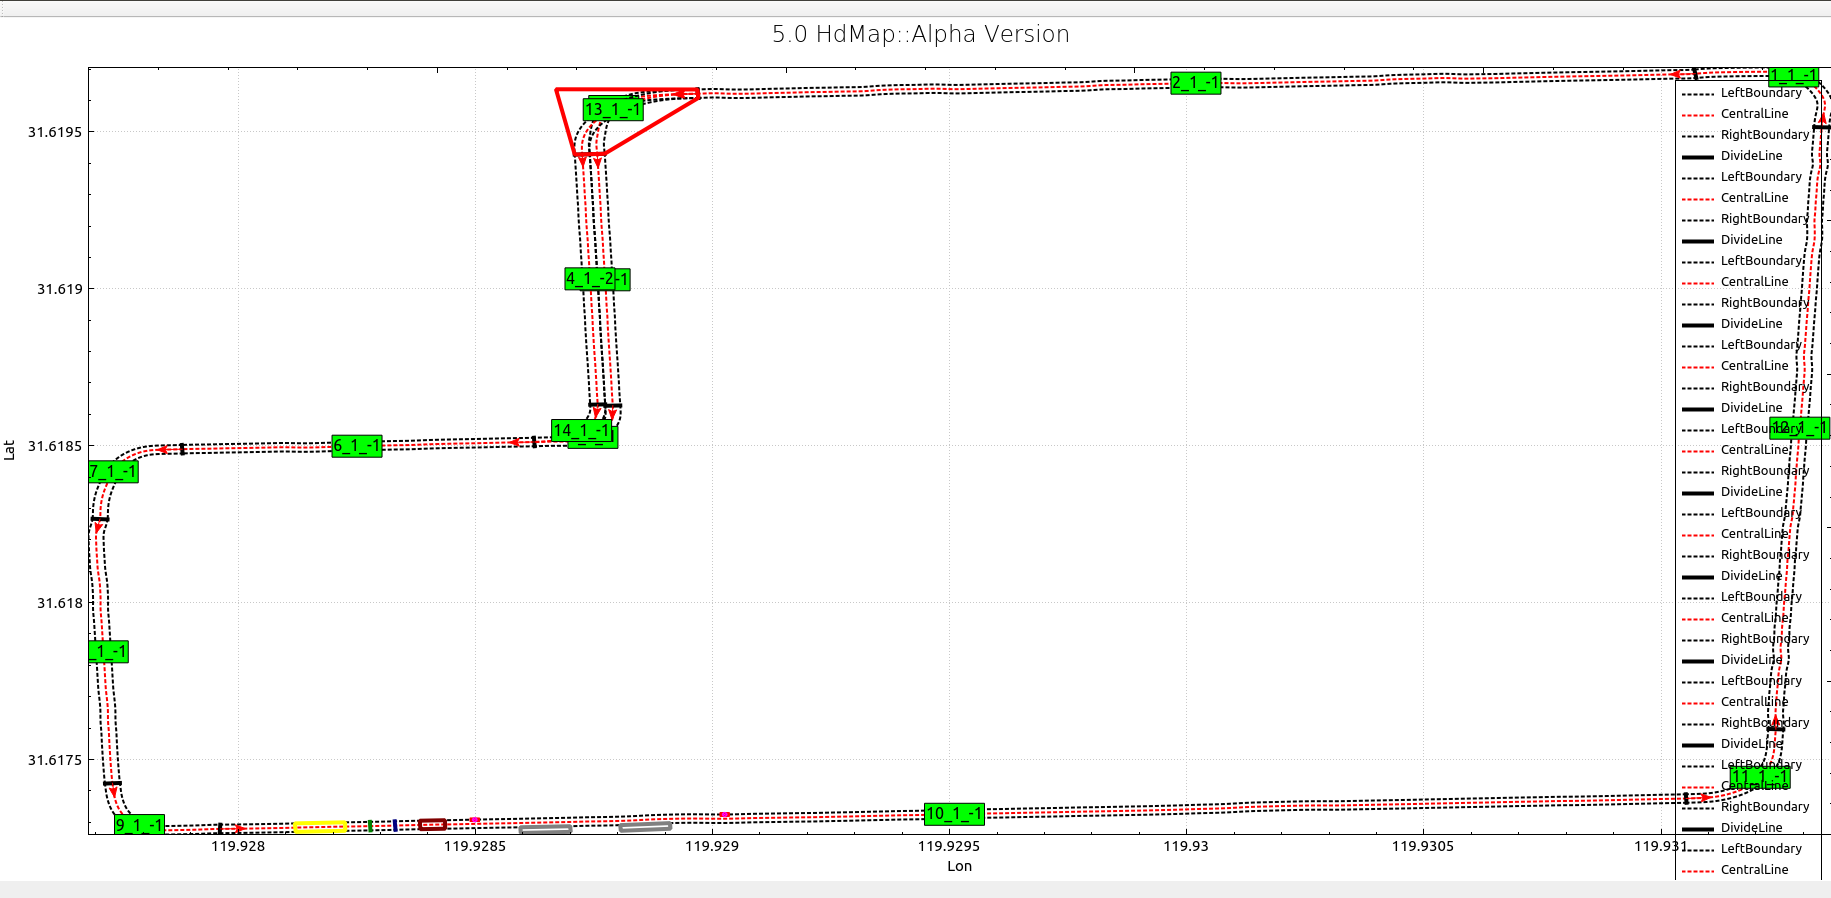 5.0 HdMap::Alpha Version
2_1_-1
1_1_-1
13_1_-1
31.6195
31.619
31.6185
31.618
31.6175
Lat
4_1_-2
-1
14_1_-1
6_1_-1
7_1_-1
_1_-1
9_1_-1
10_1_-1
11_1_-1
12_1_-1
LeftBoundary
CentralLine
RightBoundary
DivideLine
LeftBoundary
CentralLine
RightBoundary
DivideLine
LeftBoundary
CentralLine
RightBoundary
DivideLine
LeftBoundary
CentralLine
RightBoundary
DivideLine
LeftBoundary
CentralLine
RightBoundary
DivideLine
LeftBoundary
CentralLine
RightBoundary
DivideLine
LeftBoundary
CentralLine
RightBoundary
DivideLine
LeftBoundary
CentralLine
RightBoundary
DivideLine
LeftBoundary
CentralLine
RightBoundary
DivideLine
LeftBoundary
CentralLine
119.928
119.9285
119.929
119.9295
119.93
119.9305
119.931
Lon